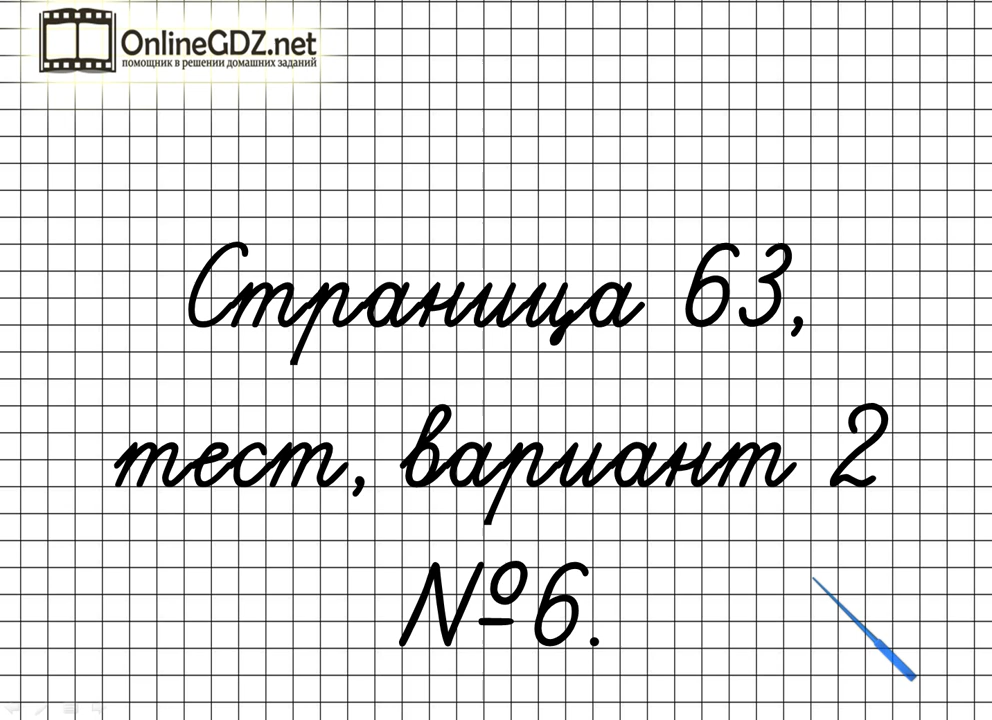 OnlineGDZ.net
помощник в решении домашних заданий
Страница 63,
тест, вариант 2
№6.